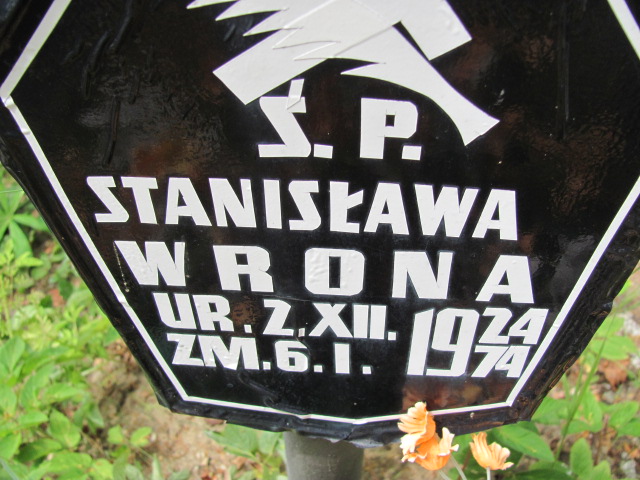 Ś. P.
STANISŁAWA
WRONA
UR. 2. XII. 1924
ZM. 6. I. 1974